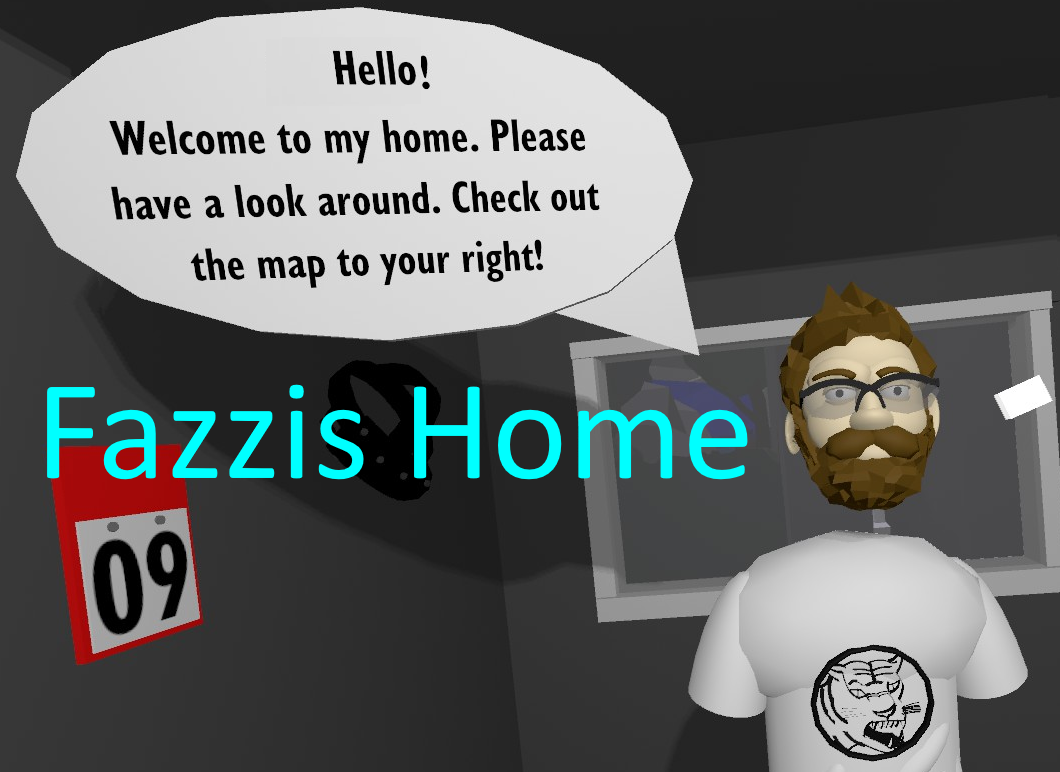 Hello!
Welcome to my home. Please
have a look around. Check out
the map to your right!
Fazzis Home
09